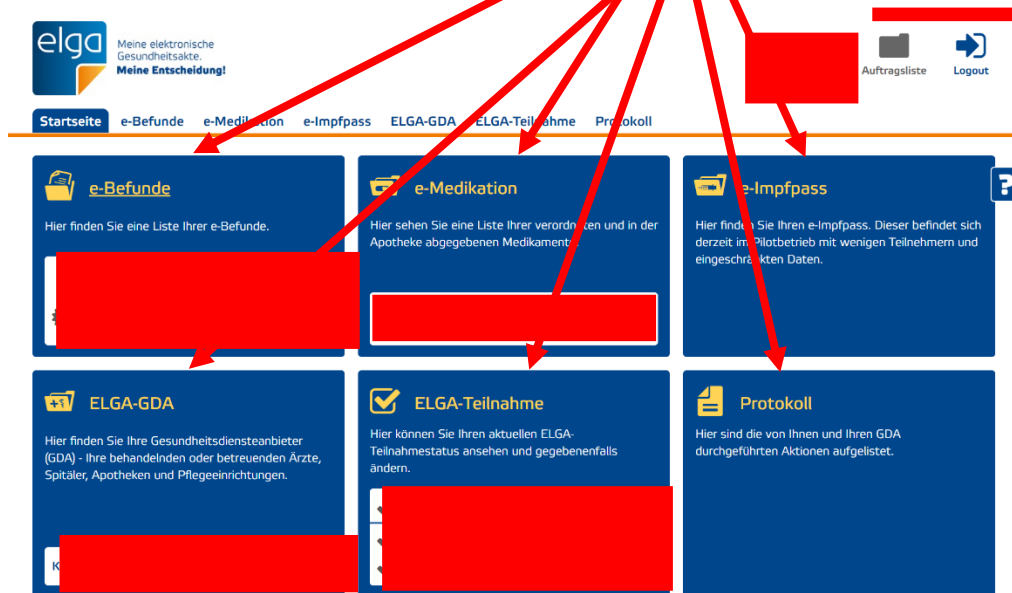 elga
Meine elektronische
Gesundheitsakte.
Meine Entscheidung!
Auftragsliste
Logout
Startseite e-Befunde e-Medikation e-Impfpass ELGA-GDA ELGA-Teilnahme Protokoll
e-Befunde
Hier finden Sie eine Liste Ihrer e-Befunde.
e-Medikation
Hier sehen Sie eine Liste Ihrer verordneten und in der
Apotheke abgegebenen Medikamente.
e-Impfpass
Hier finden Sie Ihren e-Impfpass. Dieser befindet sich
derzeit im Pilotbetrieb mit wenigen Teilnehmern und
eingeschränkten Daten.
?
ELGA-GDA
Hier finden Sie Ihre Gesundheitsdiensteanbieter
(GDA) - Ihre behandelnden oder betreuenden Ärzte,
Spitäler, Apotheken und Pflegeeinrichtungen.
K
ELGA-Teilnahme
Hier können Sie Ihren aktuellen ELGA-
Teilnahmestatus ansehen und gegebenenfalls
ändern.
Protokoll
Hier sind die von Ihnen und Ihren GDA
durchgeführten Aktionen aufgelistet.